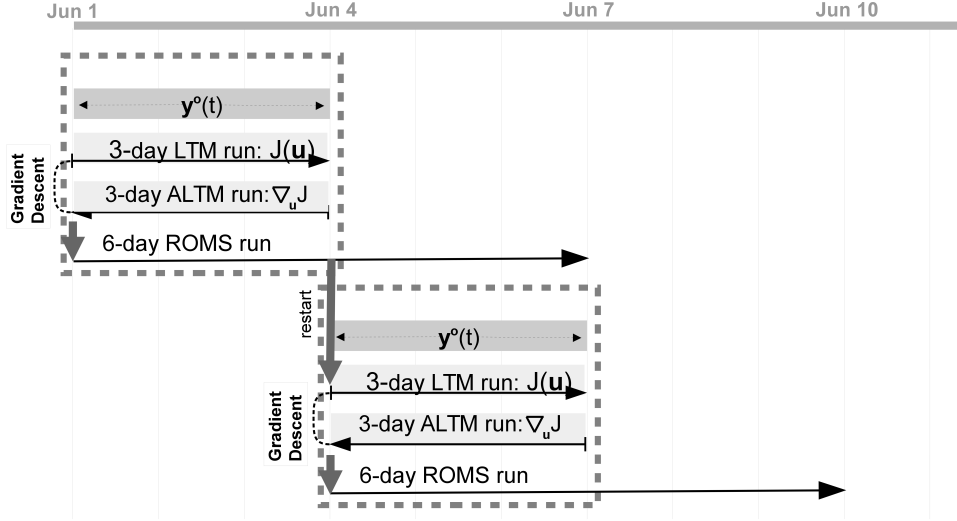 Jun 1 Jun 4 Jun 7 Jun 10
yº(t)
3-day LTM run: J(u)
Gradient
Descent
3-day ALTM run:∇uJ
6-day ROMS run
restart
yº(t)
3-day LTM run: J(u)
Gradient
Descent
3-day ALTM run:∇uJ
6-day ROMS run